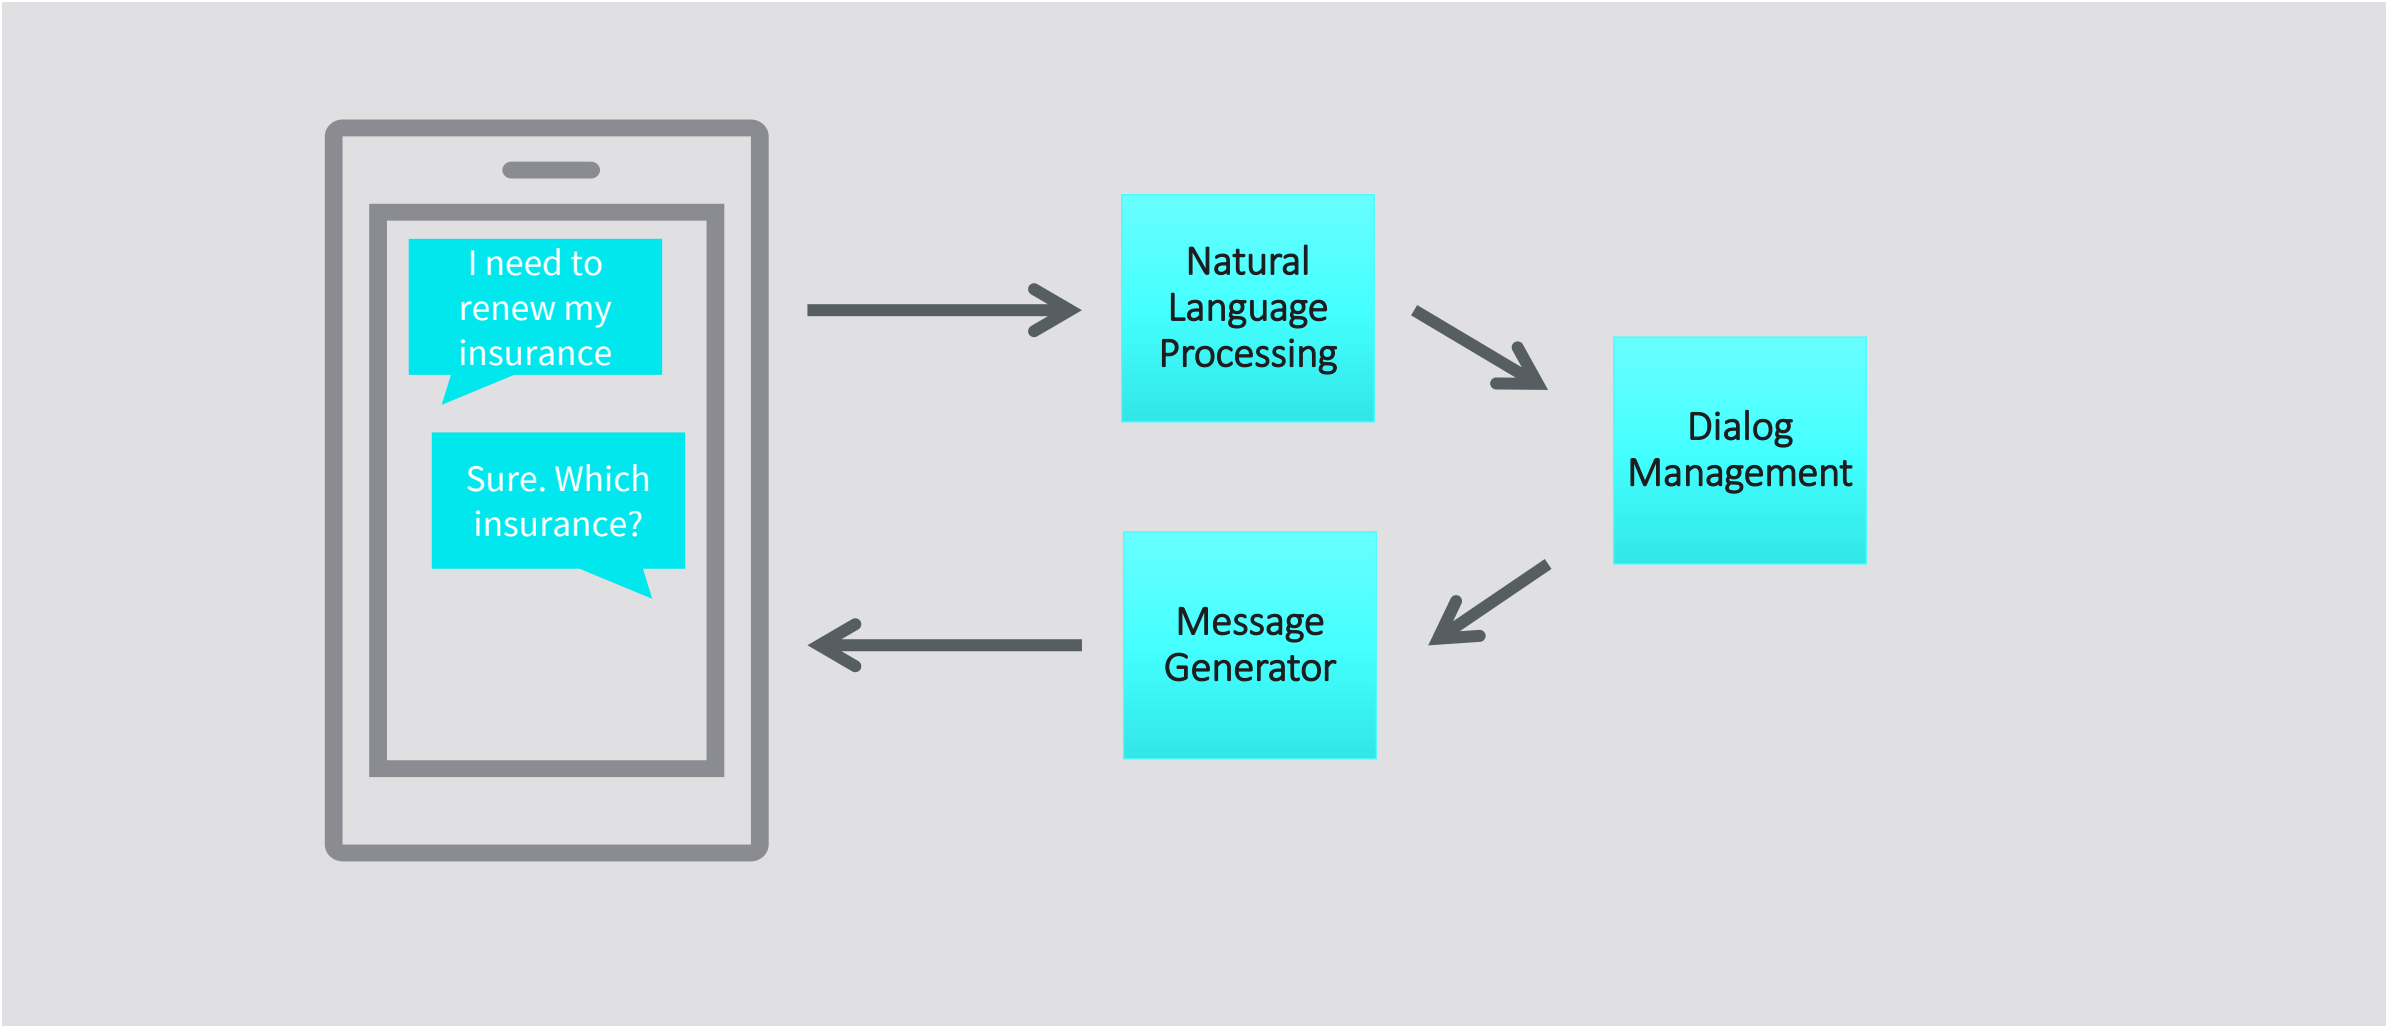 I need to
renew my
insurance
Sure. Which
insurance?
Natural
Language
Processing
Dialog
Management
Message
Generator